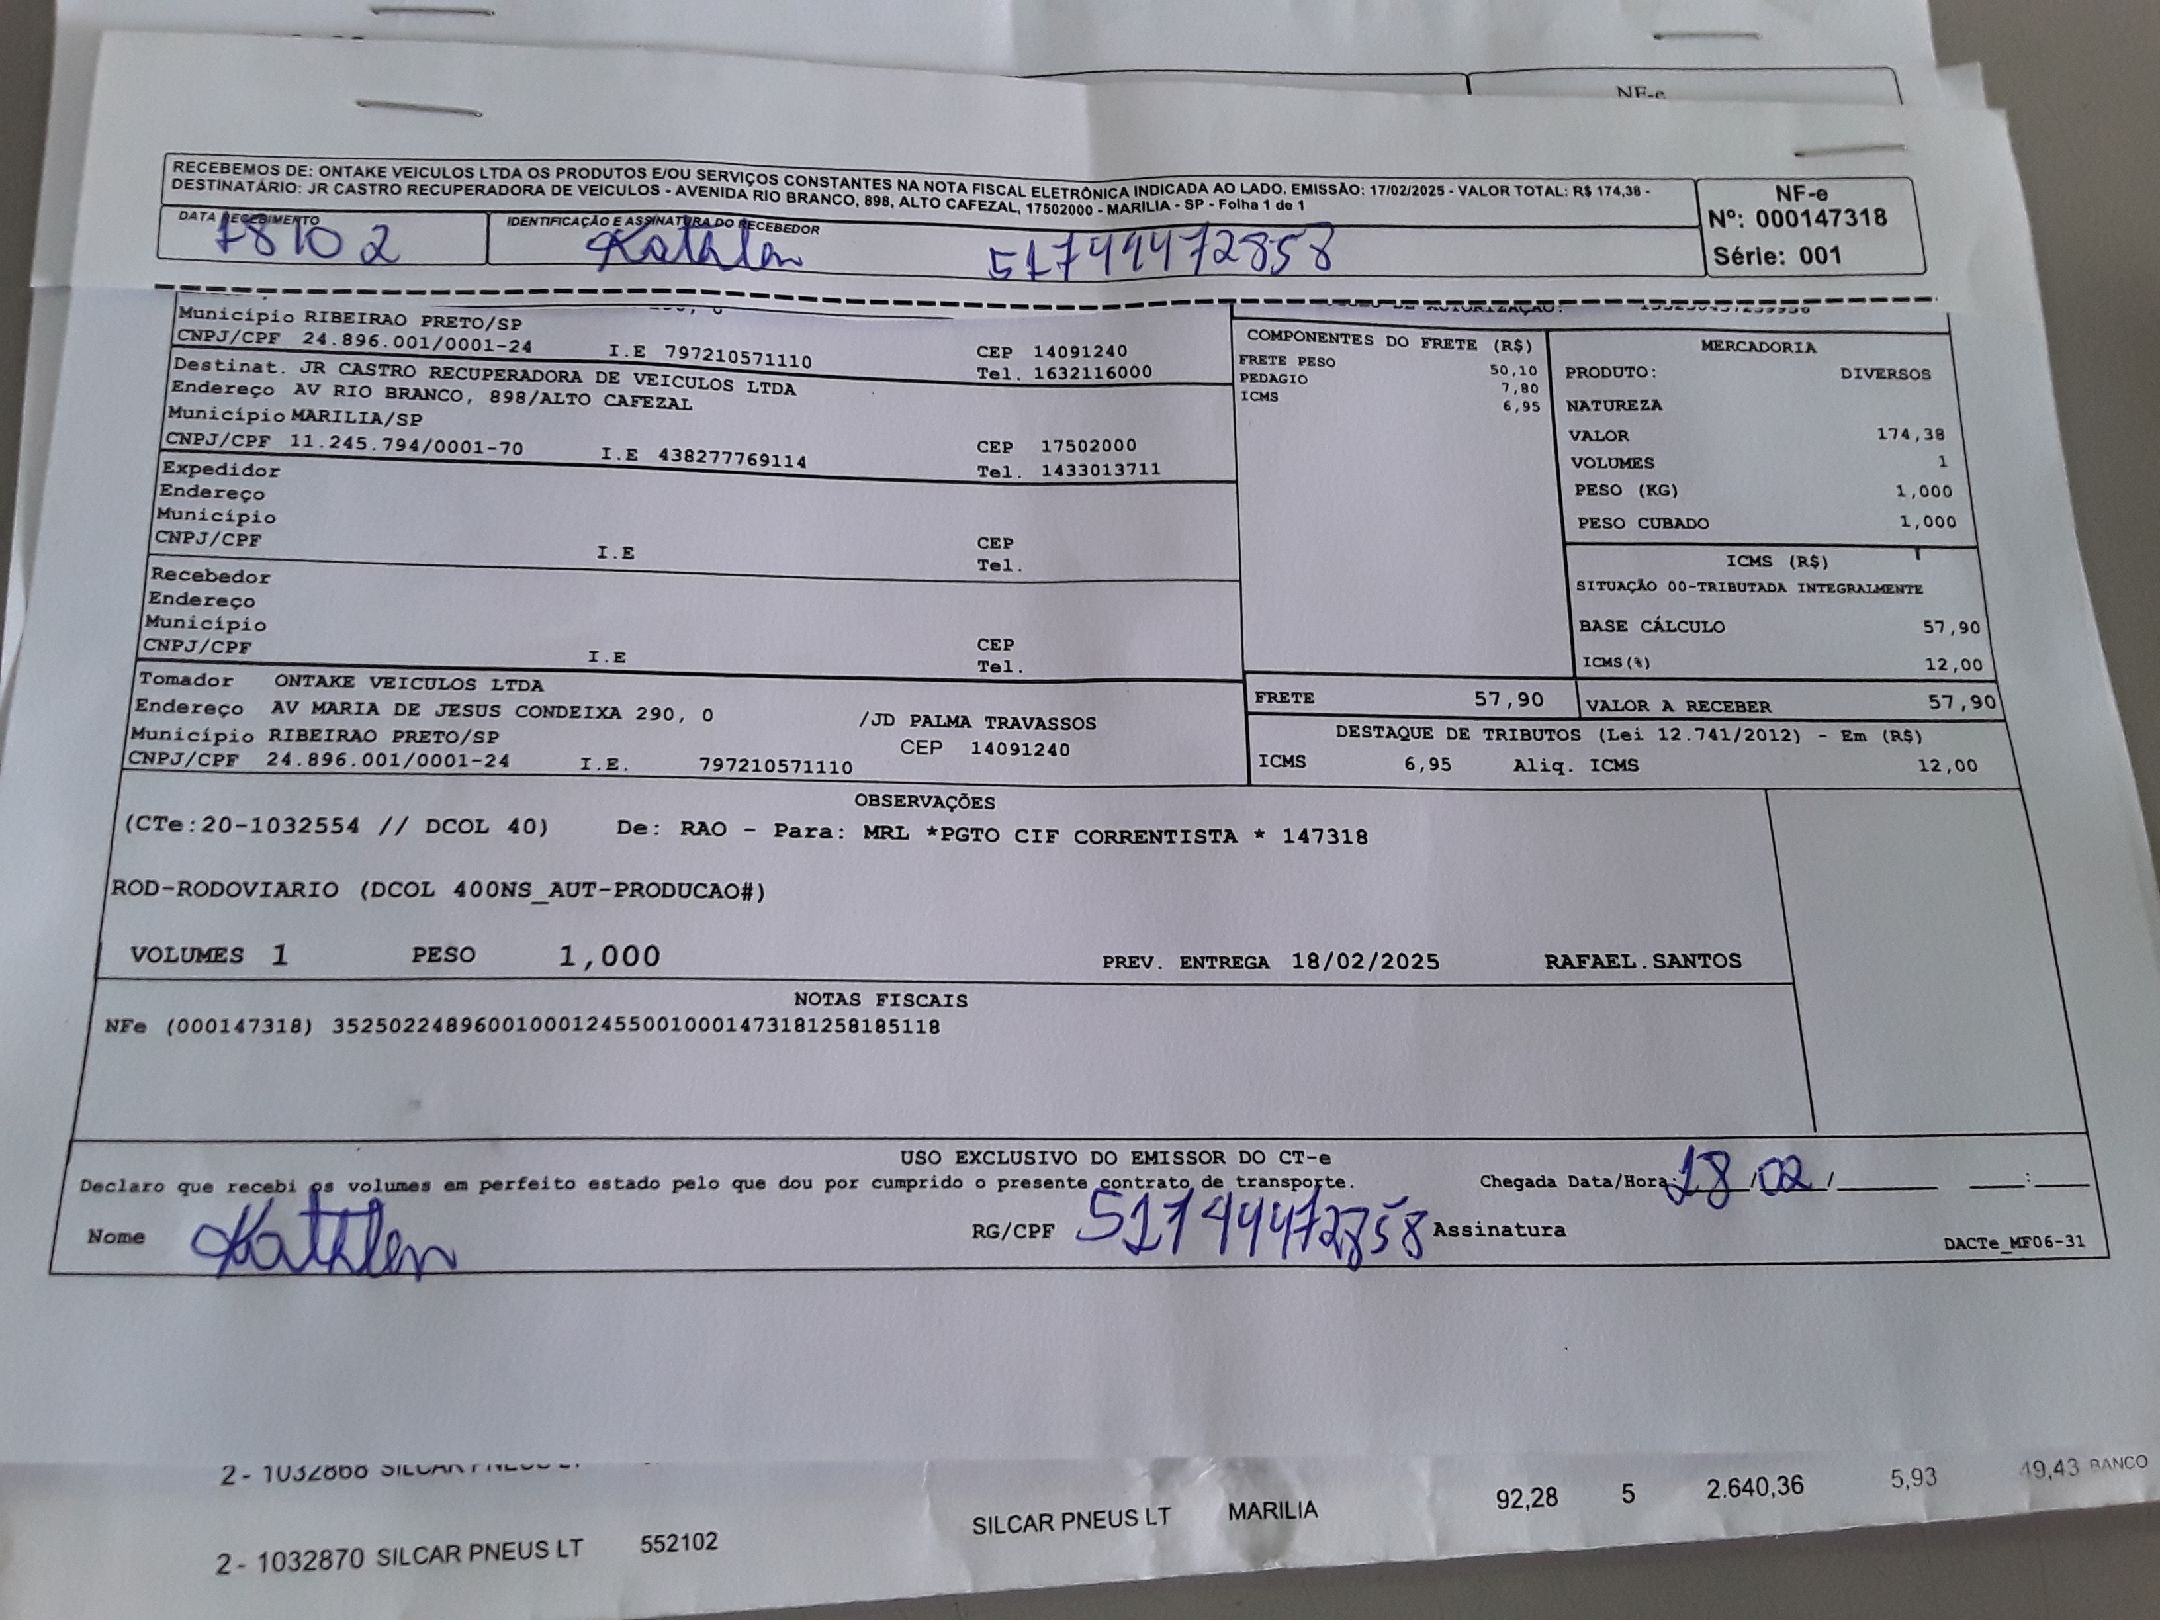 NF-e
RECEBEMOS DE: ONTAKE VEICULOS LTDA OS PRODUTOS E/OU SERVIÇOS CONSTANTES NA NOTA FISCAL ELETRÔNICA INDICADA AO LADO. EMISSÃO: 17/02/2025 - VALOR TOTAL: R$ 174,38 -
DESTINATÁRIO: JR CASTRO RECUPERADORA DE VEICULOS - AVENIDA RIO BRANCO, 898, ALTO CAFEZAL, 17502000 - MARILIA - SP - Folha 1 de 1
NF-e
Nº: 000147318
Série: 001
DATA RECEBIMENTO
18/02
IDENTIFICAÇÃO E ASSINATURA DO RECEBEDOR
Kathlen 51749472858
Município RIBEIRAO PRETO/SP
CNPJ/CPF 24.896.001/0001-24 I.E 797210571110 CEP 14091240
Tel. 1632116000
Destinat. JR CASTRO RECUPERADORA DE VEICULOS LTDA
Endereço AV RIO BRANCO, 898/ALTO CAFEZAL
Município MARILIA/SP
CNPJ/CPF 11.245.794/0001-70 I.E 438277769114 CEP 17502000
Tel. 1433013711
Expedidor
Endereço
Município
CNPJ/CPF I.E CEP
Tel.
Recebedor
Endereço
Município
CNPJ/CPF I.E CEP
Tel.
Tomador ONTAKE VEICULOS LTDA
Endereço AV MARIA DE JESUS CONDEIXA 290, 0 /JD PALMA TRAVASSOS
Município RIBEIRAO PRETO/SP CEP 14091240
CNPJ/CPF 24.896.001/0001-24 I.E. 797210571110
COMPONENTES DO FRETE (R$)
FRETE PESO 50,10
PEDAGIO 7,80
ICMS 6,95
MERCADORIA
PRODUTO: DIVERSOS
NATUREZA
VALOR 174,38
VOLUMES 1
PESO (KG) 1,000
PESO CUBADO 1,000
ICMS (R$)
SITUAÇÃO 00-TRIBUTADA INTEGRALMENTE
BASE CÁLCULO 57,90
ICMS(%) 12,00
FRETE 57,90 VALOR A RECEBER 57,90
DESTAQUE DE TRIBUTOS (Lei 12.741/2012) - Em (R$)
ICMS 6,95 Aliq. ICMS 12,00
OBSERVAÇÕES
(CTe:20-1032554 // DCOL 40) De: RAO - Para: MRL *PGTO CIF CORRENTISTA * 147318
ROD-RODOVIARIO (DCOL 400NS_AUT-PRODUCAO#)
VOLUMES 1 PESO 1,000 PREV. ENTREGA 18/02/2025 RAFAEL.SANTOS
NOTAS FISCAIS
NFe (000147318) 35250224896001000124550010001473181258185118
USO EXCLUSIVO DO EMISSOR DO CT-e
Declaro que recebi os volumes em perfeito estado pelo que dou por cumprido o presente contrato de transporte. Chegada Data/Hora: 18/02/ :
Nome Kathlen RG/CPF 51749472858 Assinatura
DACTe_MF06-31
2 - 1032868 SILCAR PNEUS LT
2 - 1032870 SILCAR PNEUS LT 552102 SILCAR PNEUS LT MARILIA 92,28 5 2.640,36 5,93 49,43 BANCO